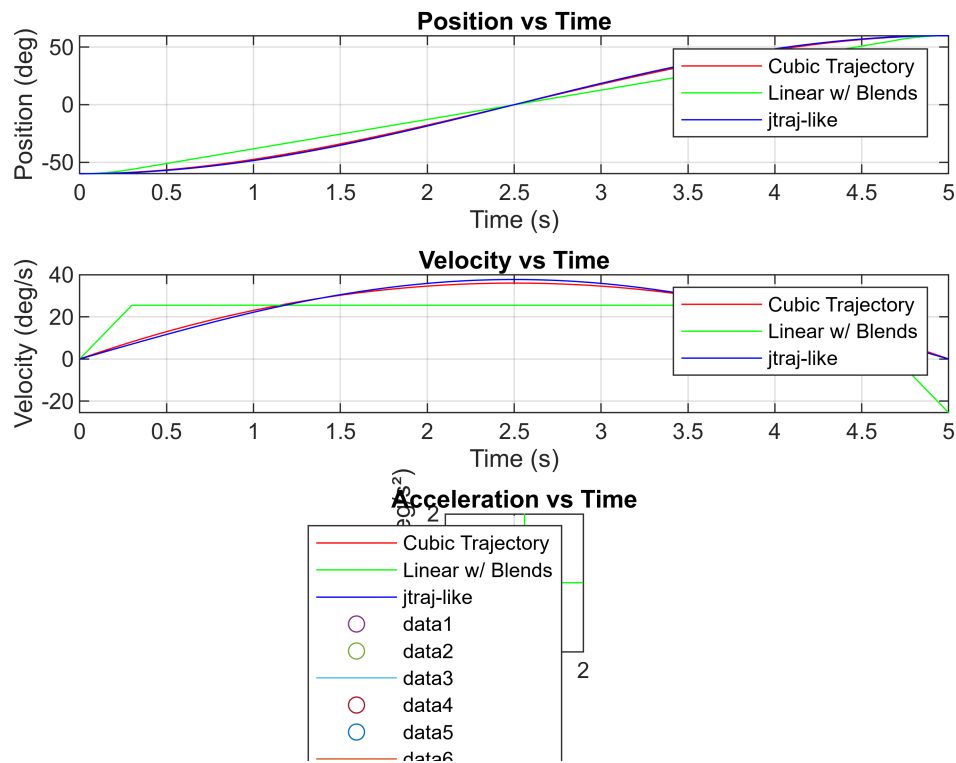 Position vs Time
Position (deg)
50
0
-50
Cubic Trajectory
Linear w/ Blends
jtraj-like
0 0.5 1 1.5 2 2.5 3 3.5 4 4.5 5
Time (s)
Velocity vs Time
Velocity (deg/s)
40
20
0
-20
Cubic Trajectory
Linear w/ Blends
jtraj-like
0 0.5 1 1.5 2 2.5 3 3.5 4 4.5 5
Time (s)
Acceleration vs Time
eg/s²)
2
Cubic Trajectory
Linear w/ Blends
jtraj-like
data1
data2
data3
data4
data5
data6
2